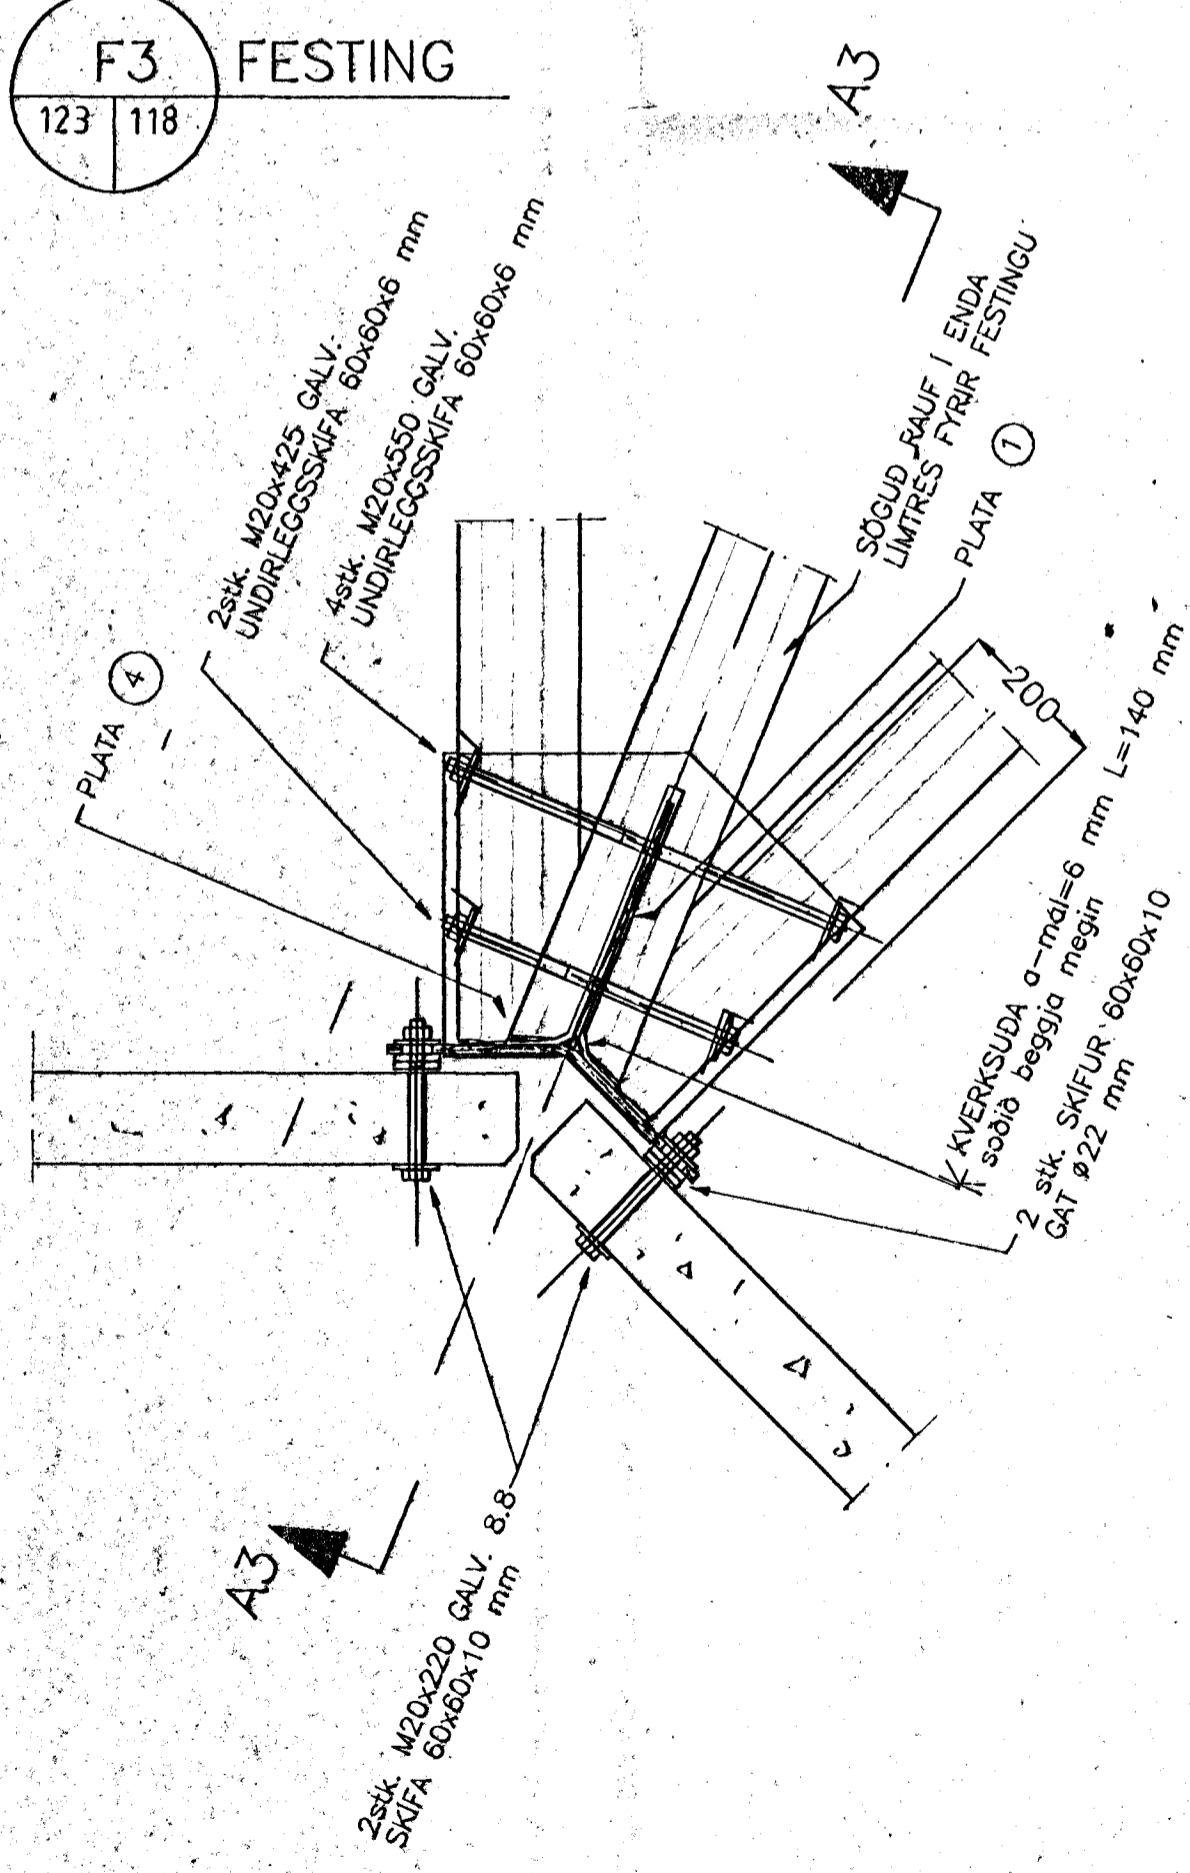 F3 FESTING
123 118
A3
2stk. M20x425 GALV.
UNDIRLEGGSSKÍFA 60x60x6 mm
4stk. M20x550 GALV.
UNDIRLEGGSSKÍFA 60x60x6 mm
PLATA 4
SÖGUÐ RAUF Í ENDA
LÍMTRÉS FYRIR FESTINGU
PLATA 1
200
KVERKSUÐA a-mál=6 mm L=140 mm
soðið beggja megin
2 stk. SKÍFUR 60x60x10
GAT ø22 mm
A3
2stk. M20x220 GALV. 8.8
SKÍFA 60x60x10 mm